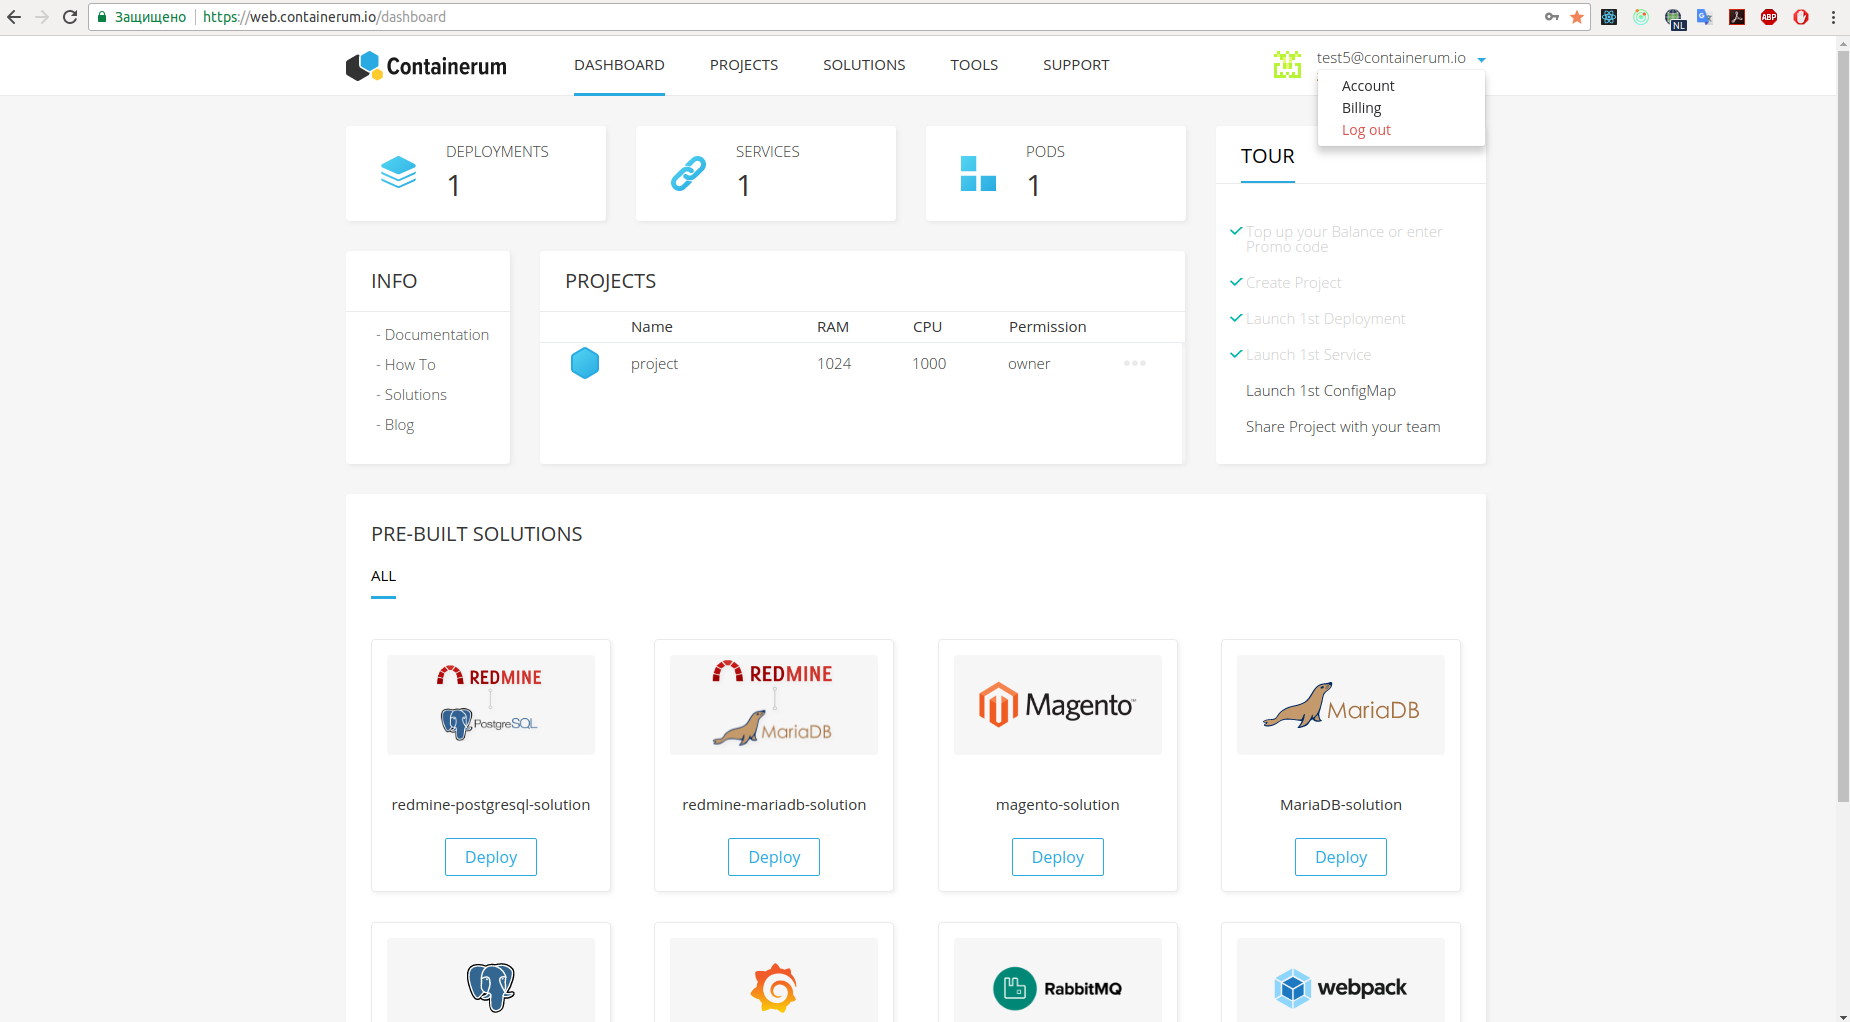 Защищено
https://web.containerum.io/dashboard
NL
ABP
Containerum
DASHBOARD
PROJECTS
SOLUTIONS
TOOLS
SUPPORT
test5@containerum.io
Account
Billing
Log out
DEPLOYMENTS
1
SERVICES
1
PODS
1
TOUR
Top up your Balance or enter
Promo code
Create Project
Launch 1st Deployment
Launch 1st Service
Launch 1st ConfigMap
Share Project with your team
INFO
- Documentation
- How To
- Solutions
- Blog
PROJECTS
Name RAM CPU Permission
project 1024 1000 owner
PRE-BUILT SOLUTIONS
ALL
REDMINE
PostgreSQL
redmine-postgresql-solution
Deploy
REDMINE
MariaDB
redmine-mariadb-solution
Deploy
Magento™
magento-solution
Deploy
MariaDB
MariaDB-solution
Deploy
RabbitMQ
webpack